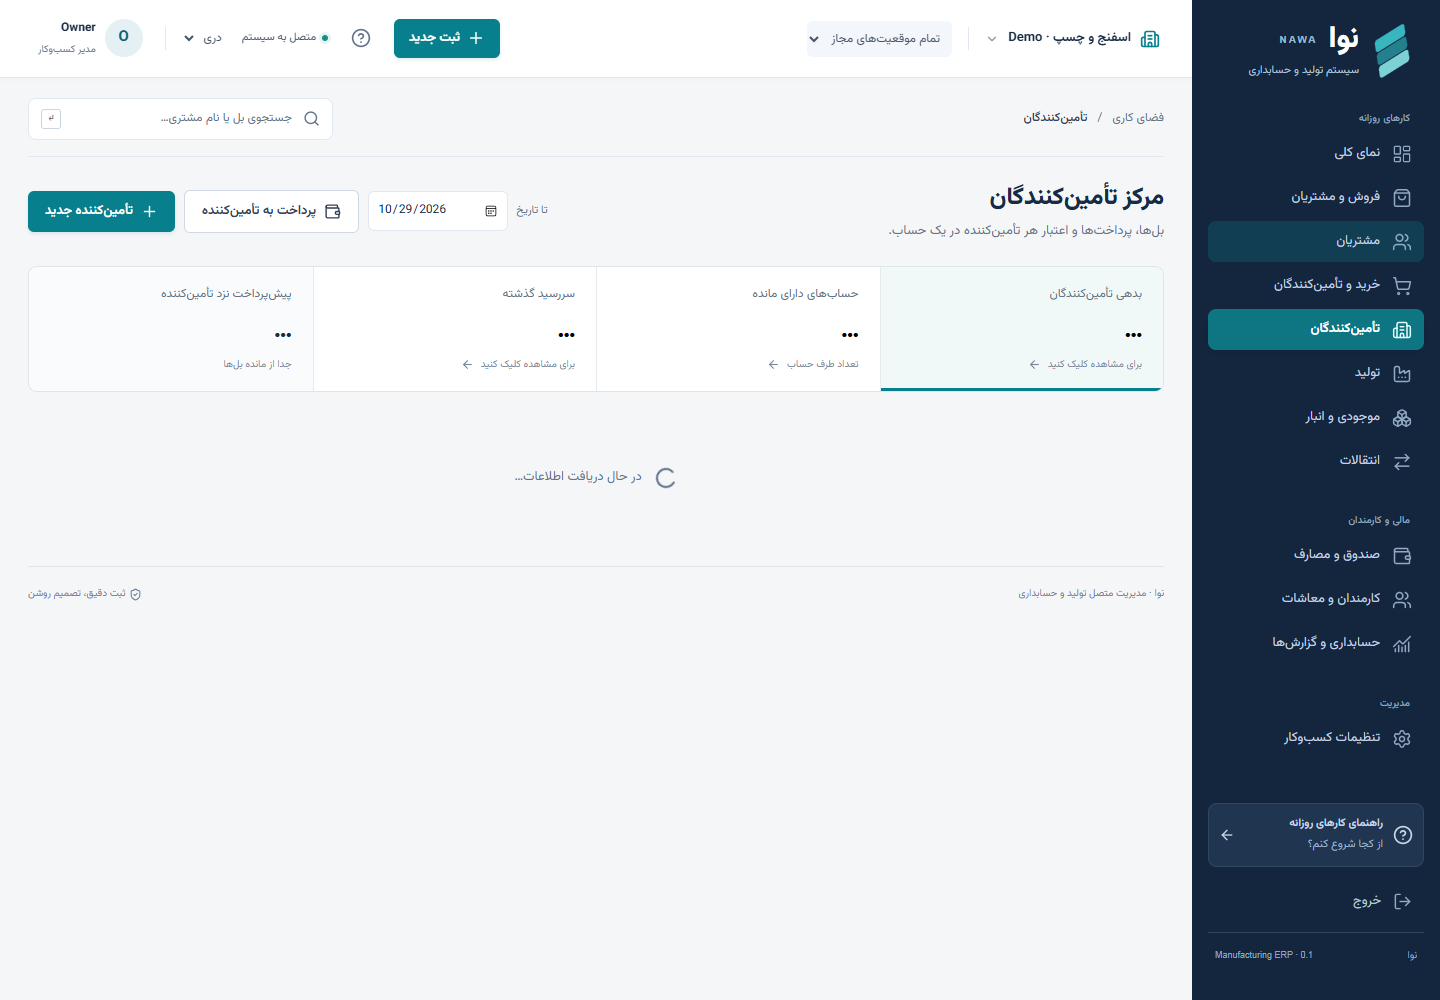 نوا NAWA
سیستم تولید و حسابداری
کارهای روزانه
نمای کلی
فروش و مشتریان
مشتریان
خرید و تأمین‌کنندگان
تأمین‌کنندگان
تولید
موجودی و انبار
انتقالات
مالی و کارمندان
صندوق و مصارف
کارمندان و معاشات
حسابداری و گزارش‌ها
مدیریت
تنظیمات کسب‌وکار
راهنمای کارهای روزانه
از کجا شروع کنم؟
خروج
نوا
Manufacturing ERP · 0.1
اسفنج و چسپ · Demo
تمام موقعیت‌های مجاز
ثبت جدید
متصل به سیستم
دری
O
Owner
مدیر کسب‌وکار
فضای کاری / تأمین‌کنندگان
جستجوی بل یا نام مشتری...
مرکز تأمین‌کنندگان
بل‌ها، پرداخت‌ها و اعتبار هر تأمین‌کننده در یک حساب.
تا تاریخ
10/29/2026
پرداخت به تأمین‌کننده
تأمین‌کننده جدید
بدهی تأمین‌کنندگان
•••
برای مشاهده کلیک کنید
حساب‌های دارای مانده
•••
تعداد طرف حساب
سررسید گذشته
•••
برای مشاهده کلیک کنید
پیش‌پرداخت نزد تأمین‌کننده
•••
جدا از مانده بل‌ها
در حال دریافت اطلاعات...
نوا · مدیریت متصل تولید و حسابداری
ثبت دقیق، تصمیم روشن